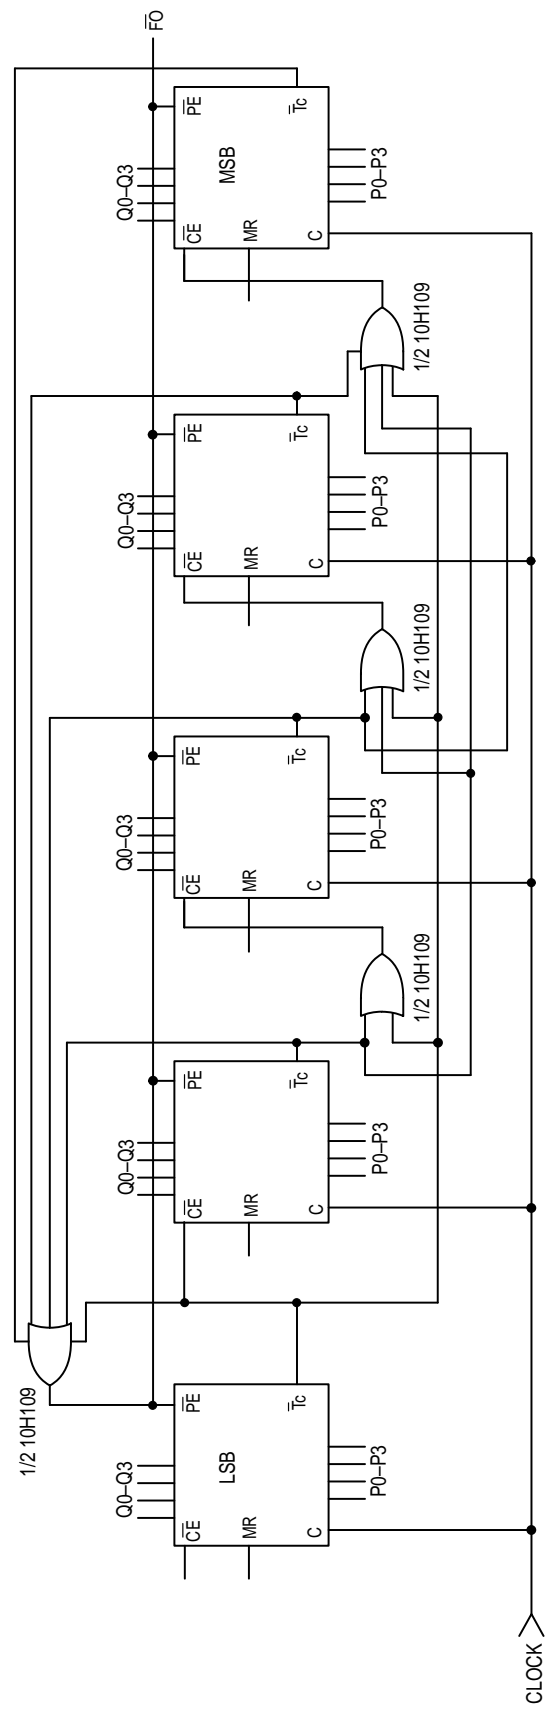 1/2 10H109
F̅O̅
Q0–Q3
C̅E̅
P̅E̅
MR
LSB
C
T̅c
P0–P3
Q0–Q3
C̅E̅
P̅E̅
MR
C
T̅c
P0–P3
1/2 10H109
Q0–Q3
C̅E̅
P̅E̅
MR
C
T̅c
P0–P3
1/2 10H109
Q0–Q3
C̅E̅
P̅E̅
MR
C
T̅c
P0–P3
1/2 10H109
Q0–Q3
C̅E̅
P̅E̅
MR
MSB
C
T̅c
P0–P3
CLOCK